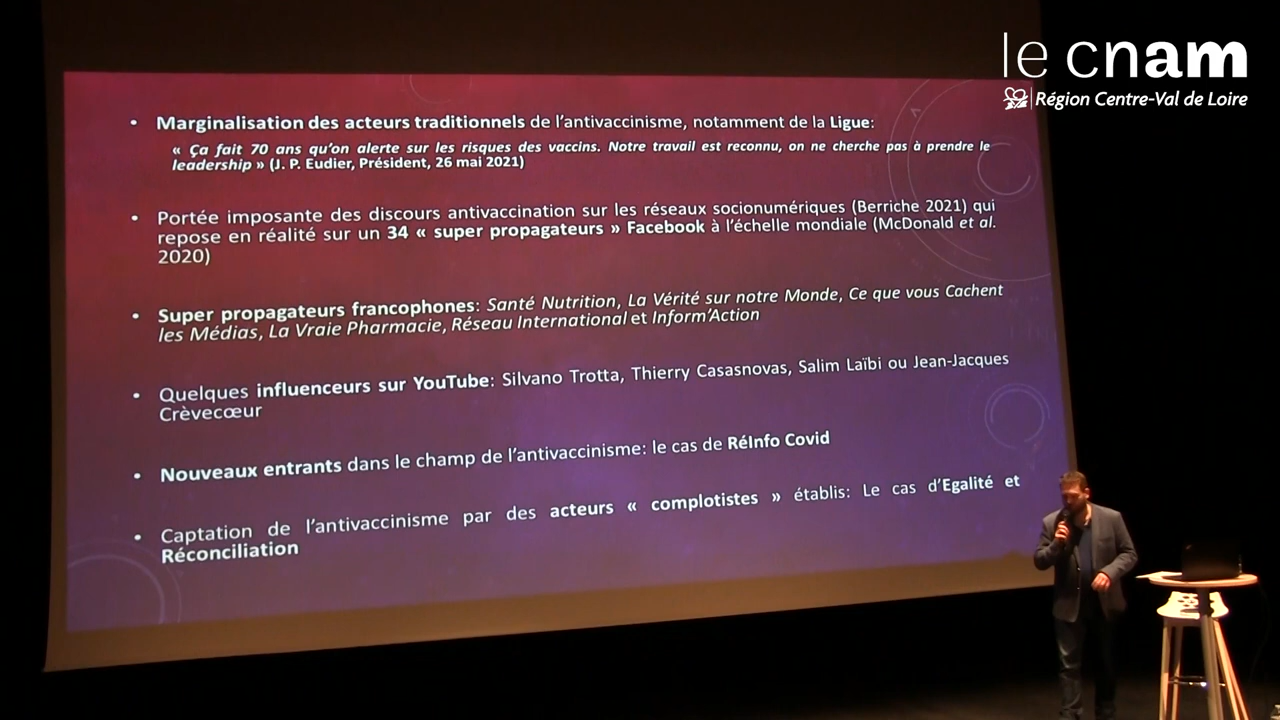 le cnam
Région Centre-Val de Loire
• Marginalisation des acteurs traditionnels de l'antivaccinisme, notamment de la Ligue:
« Ça fait 70 ans qu'on alerte sur les risques des vaccins. Notre travail est reconnu, on ne cherche pas à prendre le
leadership » (J. P. Eudier, Président, 26 mai 2021)
• Portée imposante des discours antivaccination sur les réseaux socionumériques (Berriche 2021) qui
repose en réalité sur un 34 « super propagateurs » Facebook à l'échelle mondiale (McDonald et al.
2020)
• Super propagateurs francophones: Santé Nutrition, La Vérité sur notre Monde, Ce que vous Cachent
les Médias, La Vraie Pharmacie, Réseau International et Inform'Action
• Quelques influenceurs sur YouTube: Silvano Trotta, Thierry Casasnovas, Salim Laïbi ou Jean-Jacques
Crèvecœur
• Nouveaux entrants dans le champ de l'antivaccinisme: le cas de RéInfo Covid
• Captation de l'antivaccinisme par des acteurs « complotistes » établis: Le cas d'Egalité et
Réconciliation